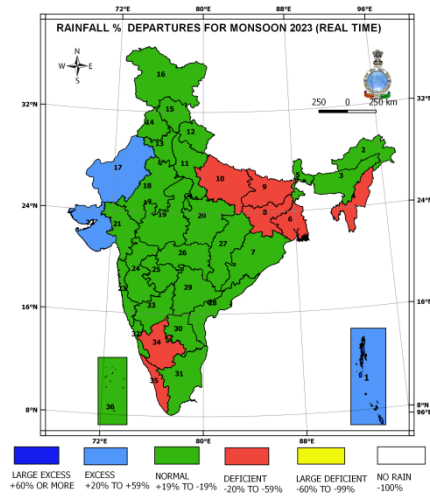 72°E 80°E 88°E 96°E
RAINFALL % DEPARTURES FOR MONSOON 2023 (REAL TIME)
N
W E
S
16
250 0 250 km
32°N 32°N
15
14
12
13
2
11
17
5
3
10
9
18
24°N 24°N
19
8
6
22
21
20
27
7
26
24
25
29
23
28
16°N 16°N
33
32
30
34
1
31
35
36
8°N 8°N
96°E
72°E 80°E
LARGE EXCESS
+60% OR MORE
EXCESS
+20% TO +59%
NORMAL
+19% TO -19%
DEFICIENT
-20% TO -59%
LARGE DEFICIENT
-60% TO -99%
NO RAIN
-100%